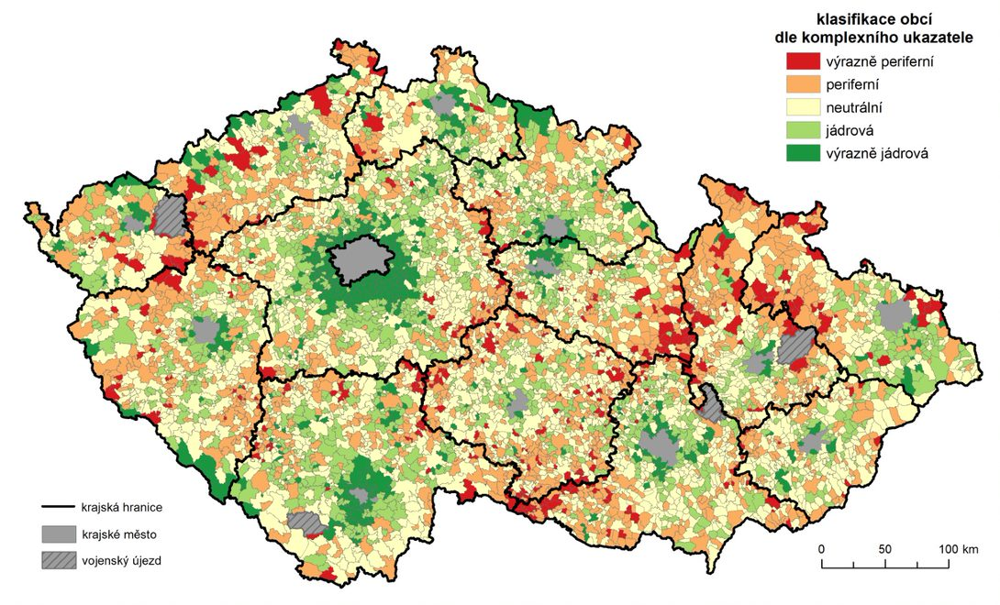 klasifikace obcí
dle komplexního ukazatele
výrazně periferní
periferní
neutrální
jádrová
výrazně jádrová
krajská hranice
krajské město
vojenský újezd
0 50 100 km